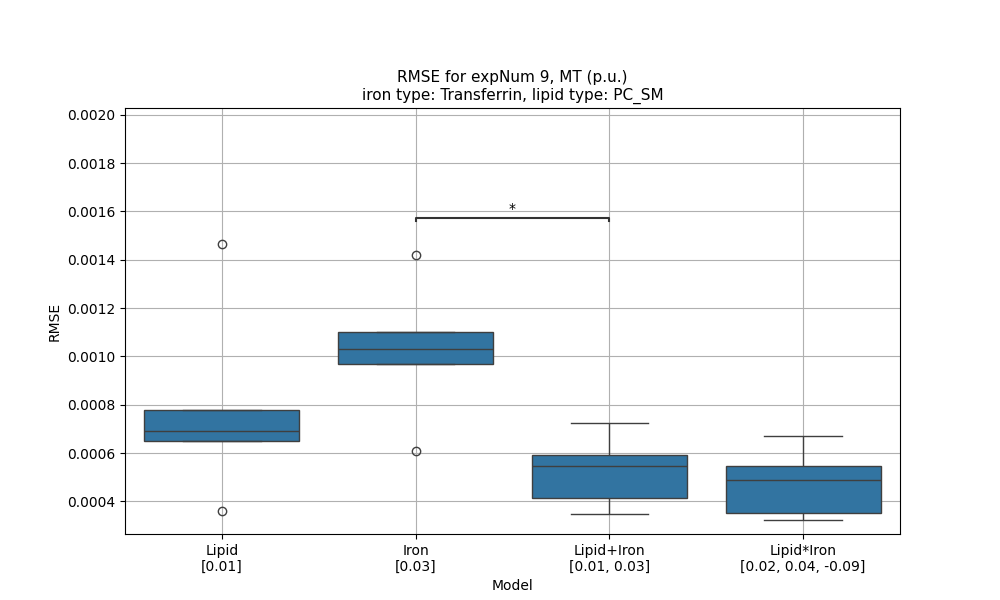 RMSE for expNum 9, MT (p.u.)
iron type: Transferrin, lipid type: PC_SM
0.0020
0.0018
0.0016
0.0014
0.0012
0.0010
0.0008
0.0006
0.0004
RMSE
*
Lipid
[0.01]
Iron
[0.03]
Lipid+Iron
[0.01, 0.03]
Lipid*Iron
[0.02, 0.04, -0.09]
Model